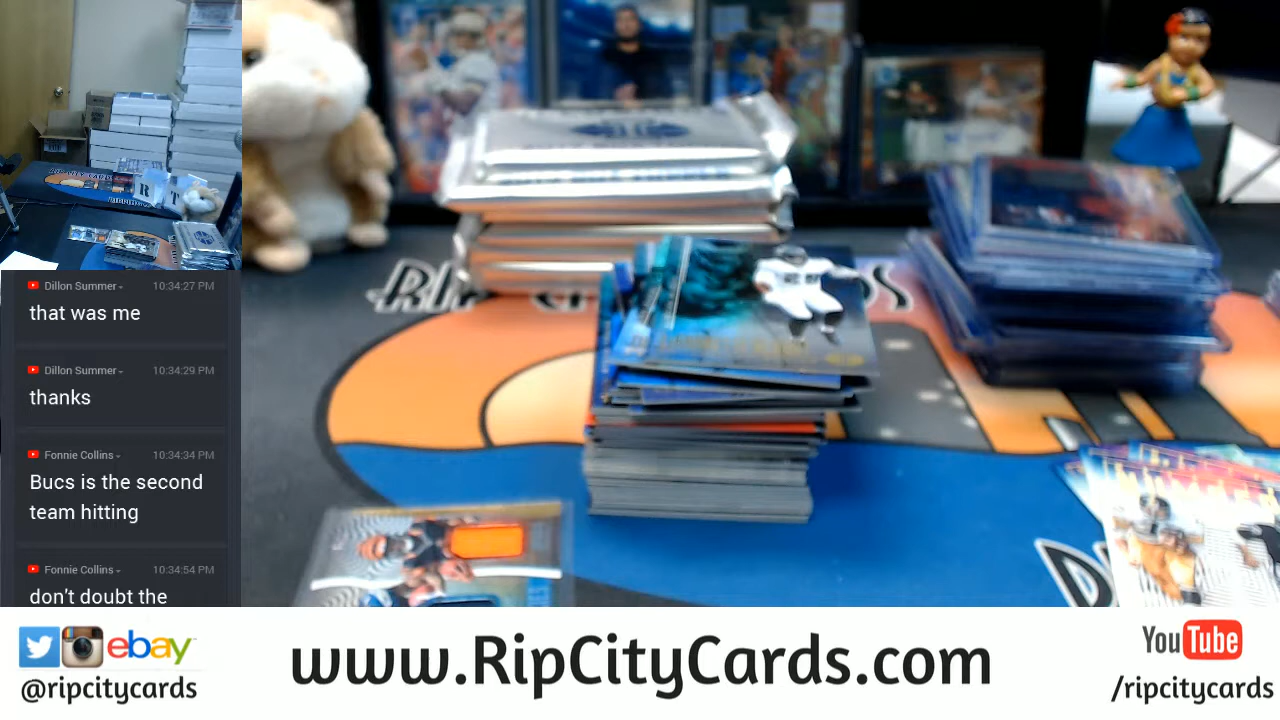 Dillon Summer 10:34:27 PM
that was me
Dillon Summer 10:34:29 PM
thanks
Fonnie Collins 10:34:34 PM
Bucs is the second
team hitting
Fonnie Collins 10:34:54 PM
don't doubt the
R T
ebay
@ripcitycards
www.RipCityCards.com
YouTube
/ripcitycards